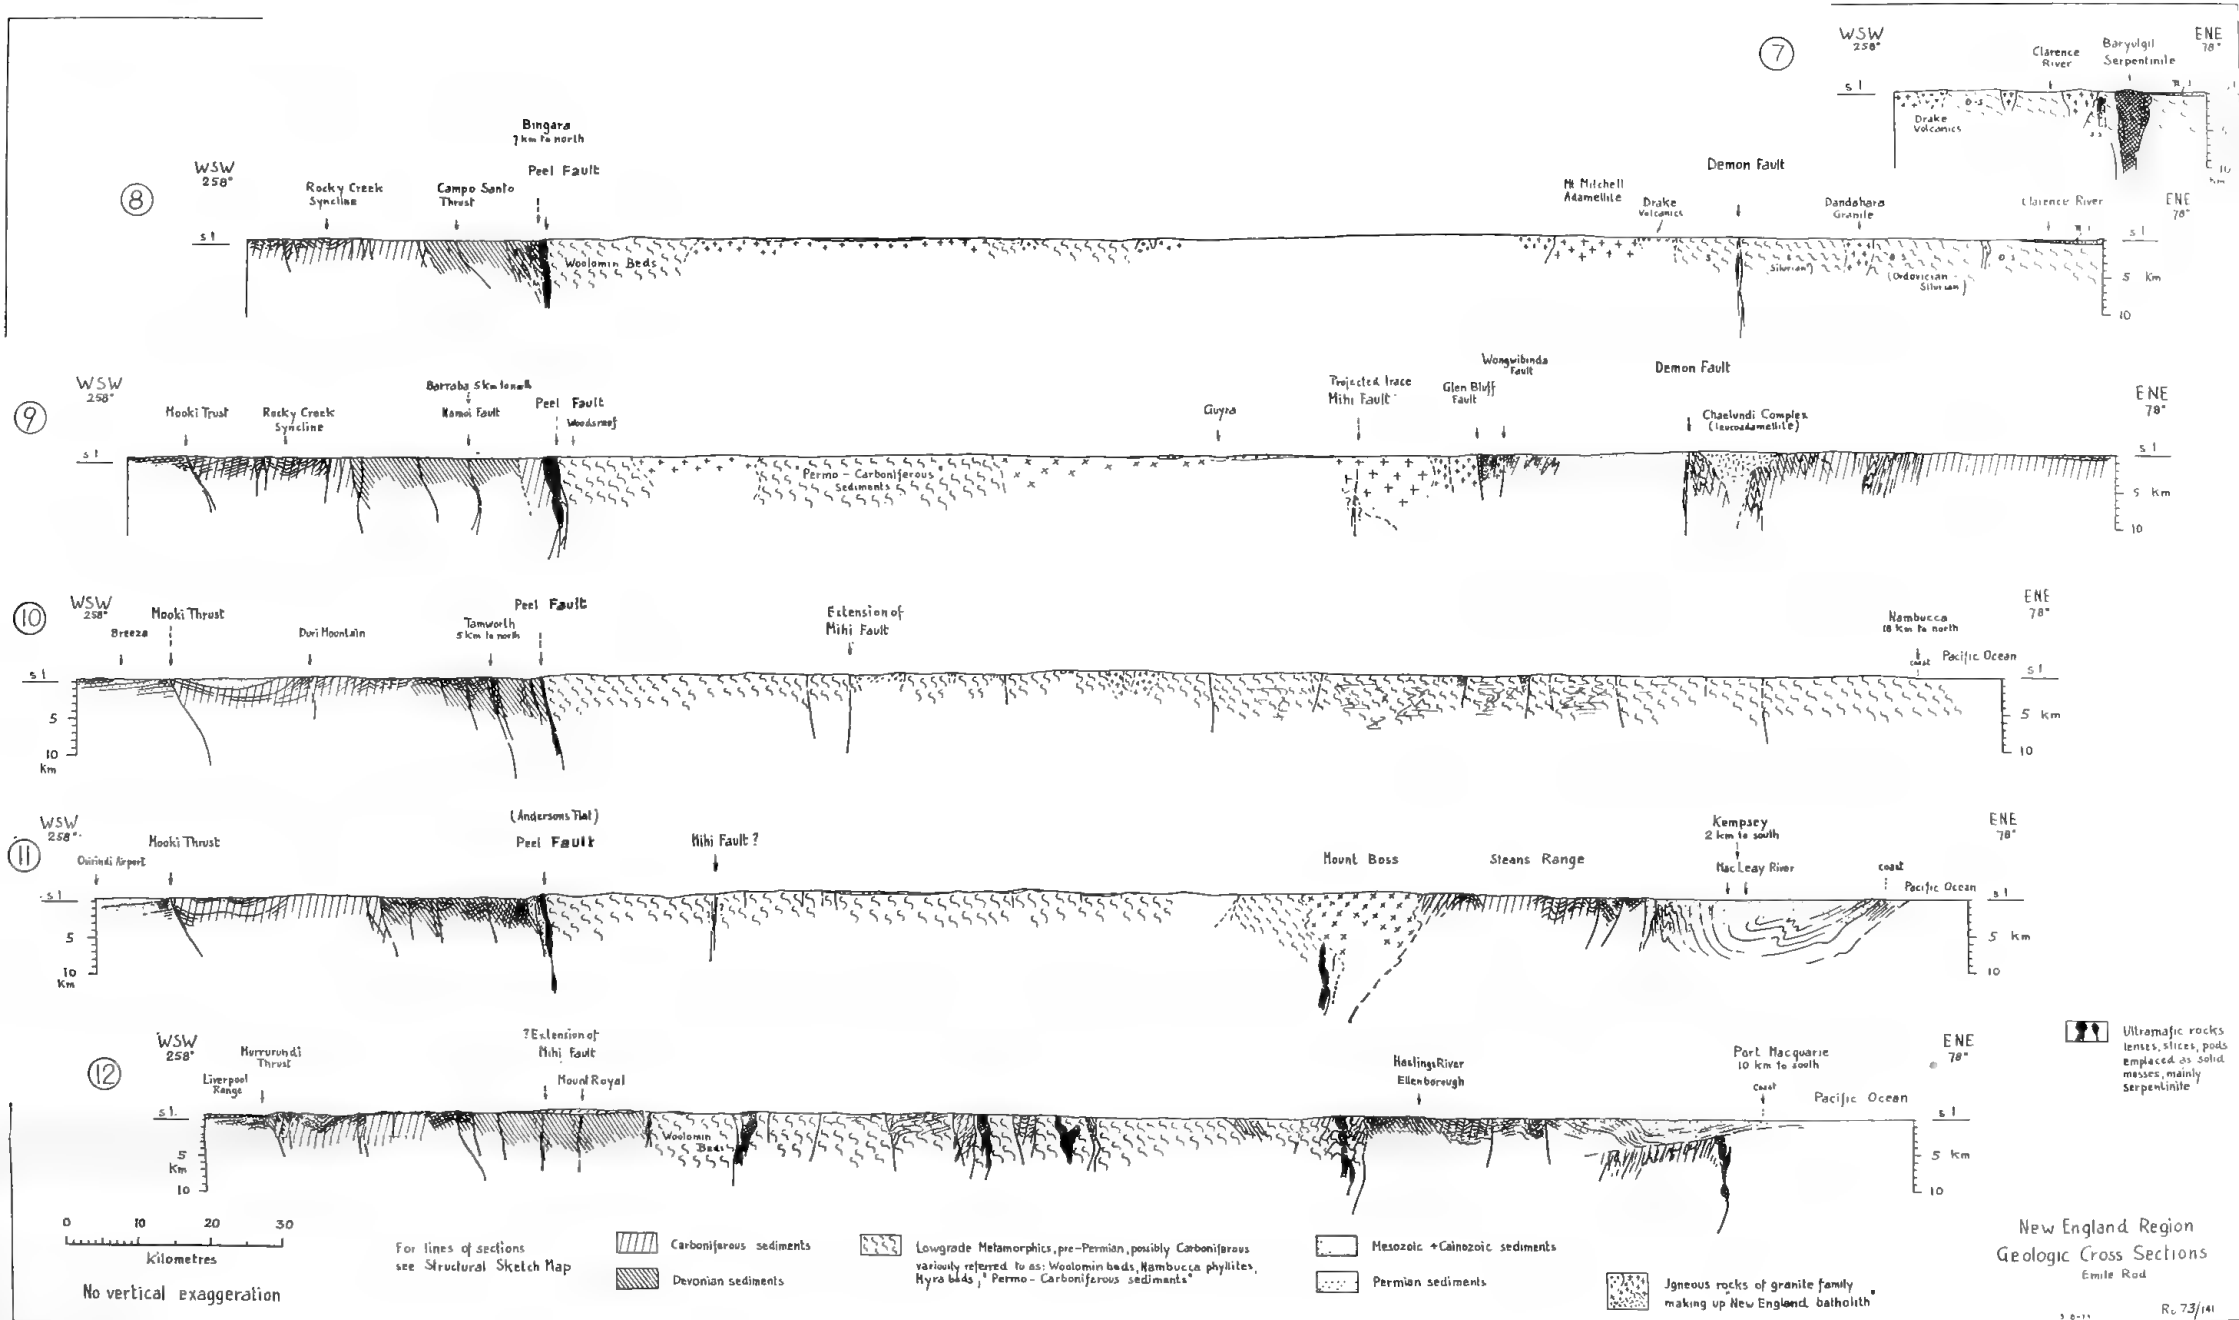 7
WSW
258°
Clarence
River
Baryulgil
Serpentinite
ENE
78°
s l
O-S
Drake
Volcanics
10
km
8
WSW
258°
Rocky Creek
Syncline
Campo Santo
Thrust
Bingara
7 km to north
Peel Fault
Mt Mitchell
Adamellite
Drake
Volcanics
Demon Fault
Dandahara
Granite
Clarence River
ENE
78°
s l
s l
Woolomin Beds
S
Silurian)
O S
(Ordovician -
Silurian)
O S
5 Km
10
9
WSW
258°
Mooki Trust
Rocky Creek
Syncline
Barraba 5km to north
Namoi Fault
Peel Fault
Woodsreef
Guyra
Projected trace
Mihi Fault
Glen Bluff
Fault
Wongwibinda
Fault
Demon Fault
Chaelundi Complex
(leucoadamellite)
ENE
78°
s l
s l
"Permo - Carboniferous
Sediments"
5 Km
10
10
WSW
258°
Breeza
Mooki Thrust
Duri Mountain
Tamworth
5 km to north
Peel Fault
Extension of
Mihi Fault
Nambucca
18 km to north
coast
Pacific Ocean
ENE
78°
s l
s l
5
10
Km
5 km
10
11
WSW
258°
Quirindi Airport
Mooki Thrust
(Andersons Flat)
Peel Fault
Mihi Fault ?
Mount Boss
Steans Range
Kempsey
2 km to south
MacLeay River
coast
Pacific Ocean
ENE
78°
s l
s l
5
10
Km
5 km
10
12
WSW
258°
Liverpool
Range
Murrurundi
Thrust
? Extension of
Mihi Fault
Mount Royal
Hastings River
Ellenborough
Port Macquarie
10 km to south
Coast
Pacific Ocean
ENE
78°
s l.
s l
Woolomin
Beds
5
Km
10
5 km
10
Ultramafic rocks
lenses, slices, pods
emplaced as solid
masses, mainly
serpentinite
0 10 20 30
Kilometres
No vertical exaggeration
For lines of sections
see Structural Sketch Map
Carboniferous sediments
Devonian sediments
Lowgrade Metamorphics, pre-Permian, possibly Carboniferous
variously referred to as: Woolomin beds, Nambucca phyllites,
Myra beds, "Permo - Carboniferous sediments"
Mesozoic + Cainozoic sediments
Permian sediments
Igneous rocks of granite family
making up "New England batholith"
New England Region
Geologic Cross Sections
Emile Rod
Ro 73/141